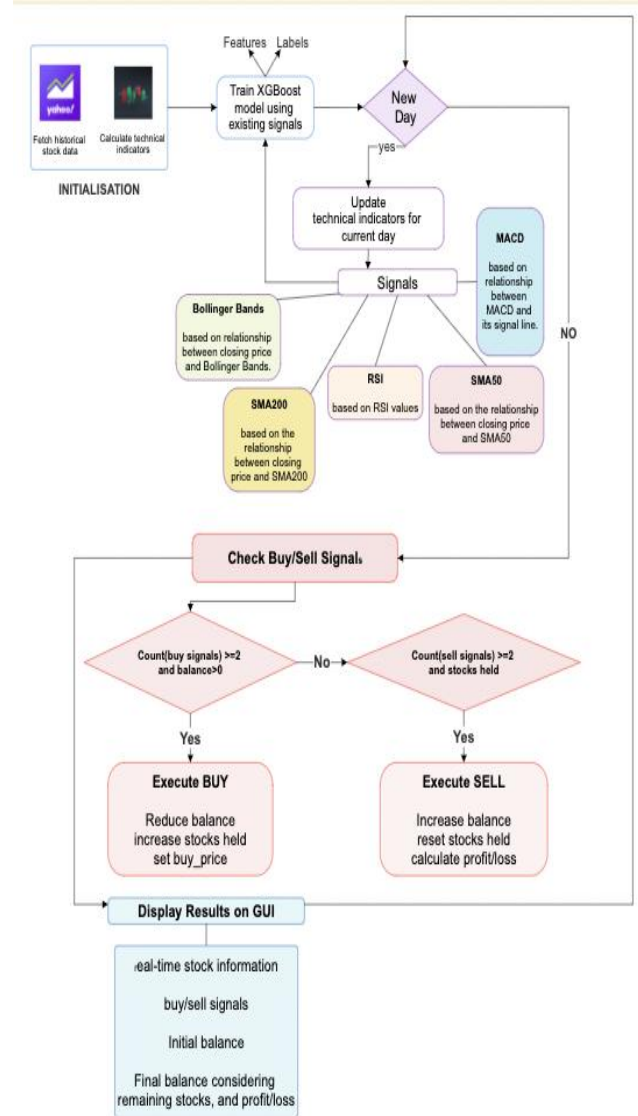 Features
Labels
yahoo!
Fetch historical
stock data
Calculate technical
indicators
INITIALISATION
Train XGBoost
model using
existing signals
New
Day
yes
NO
Update
technical indicators for
current day
Signals
MACD
based on
relationship
between
MACD and
its signal line.
Bollinger Bands
based on relationship
between closing price
and Bollinger Bands.
SMA200
based on the
relationship
between closing
price and SMA200
RSI
based on RSI values
SMA50
based on the relationship
between closing price
and SMA50
Check Buy/Sell Signals
Count(buy signals) >=2
and balance>0
No
Count(sell signals) >=2
and stocks held
Yes
Yes
Execute BUY
Reduce balance
increase stocks held
set buy_price
Execute SELL
Increase balance
reset stocks held
calculate profit/loss
Display Results on GUI
real-time stock information
buy/sell signals
Initial balance
Final balance considering
remaining stocks, and profit/loss